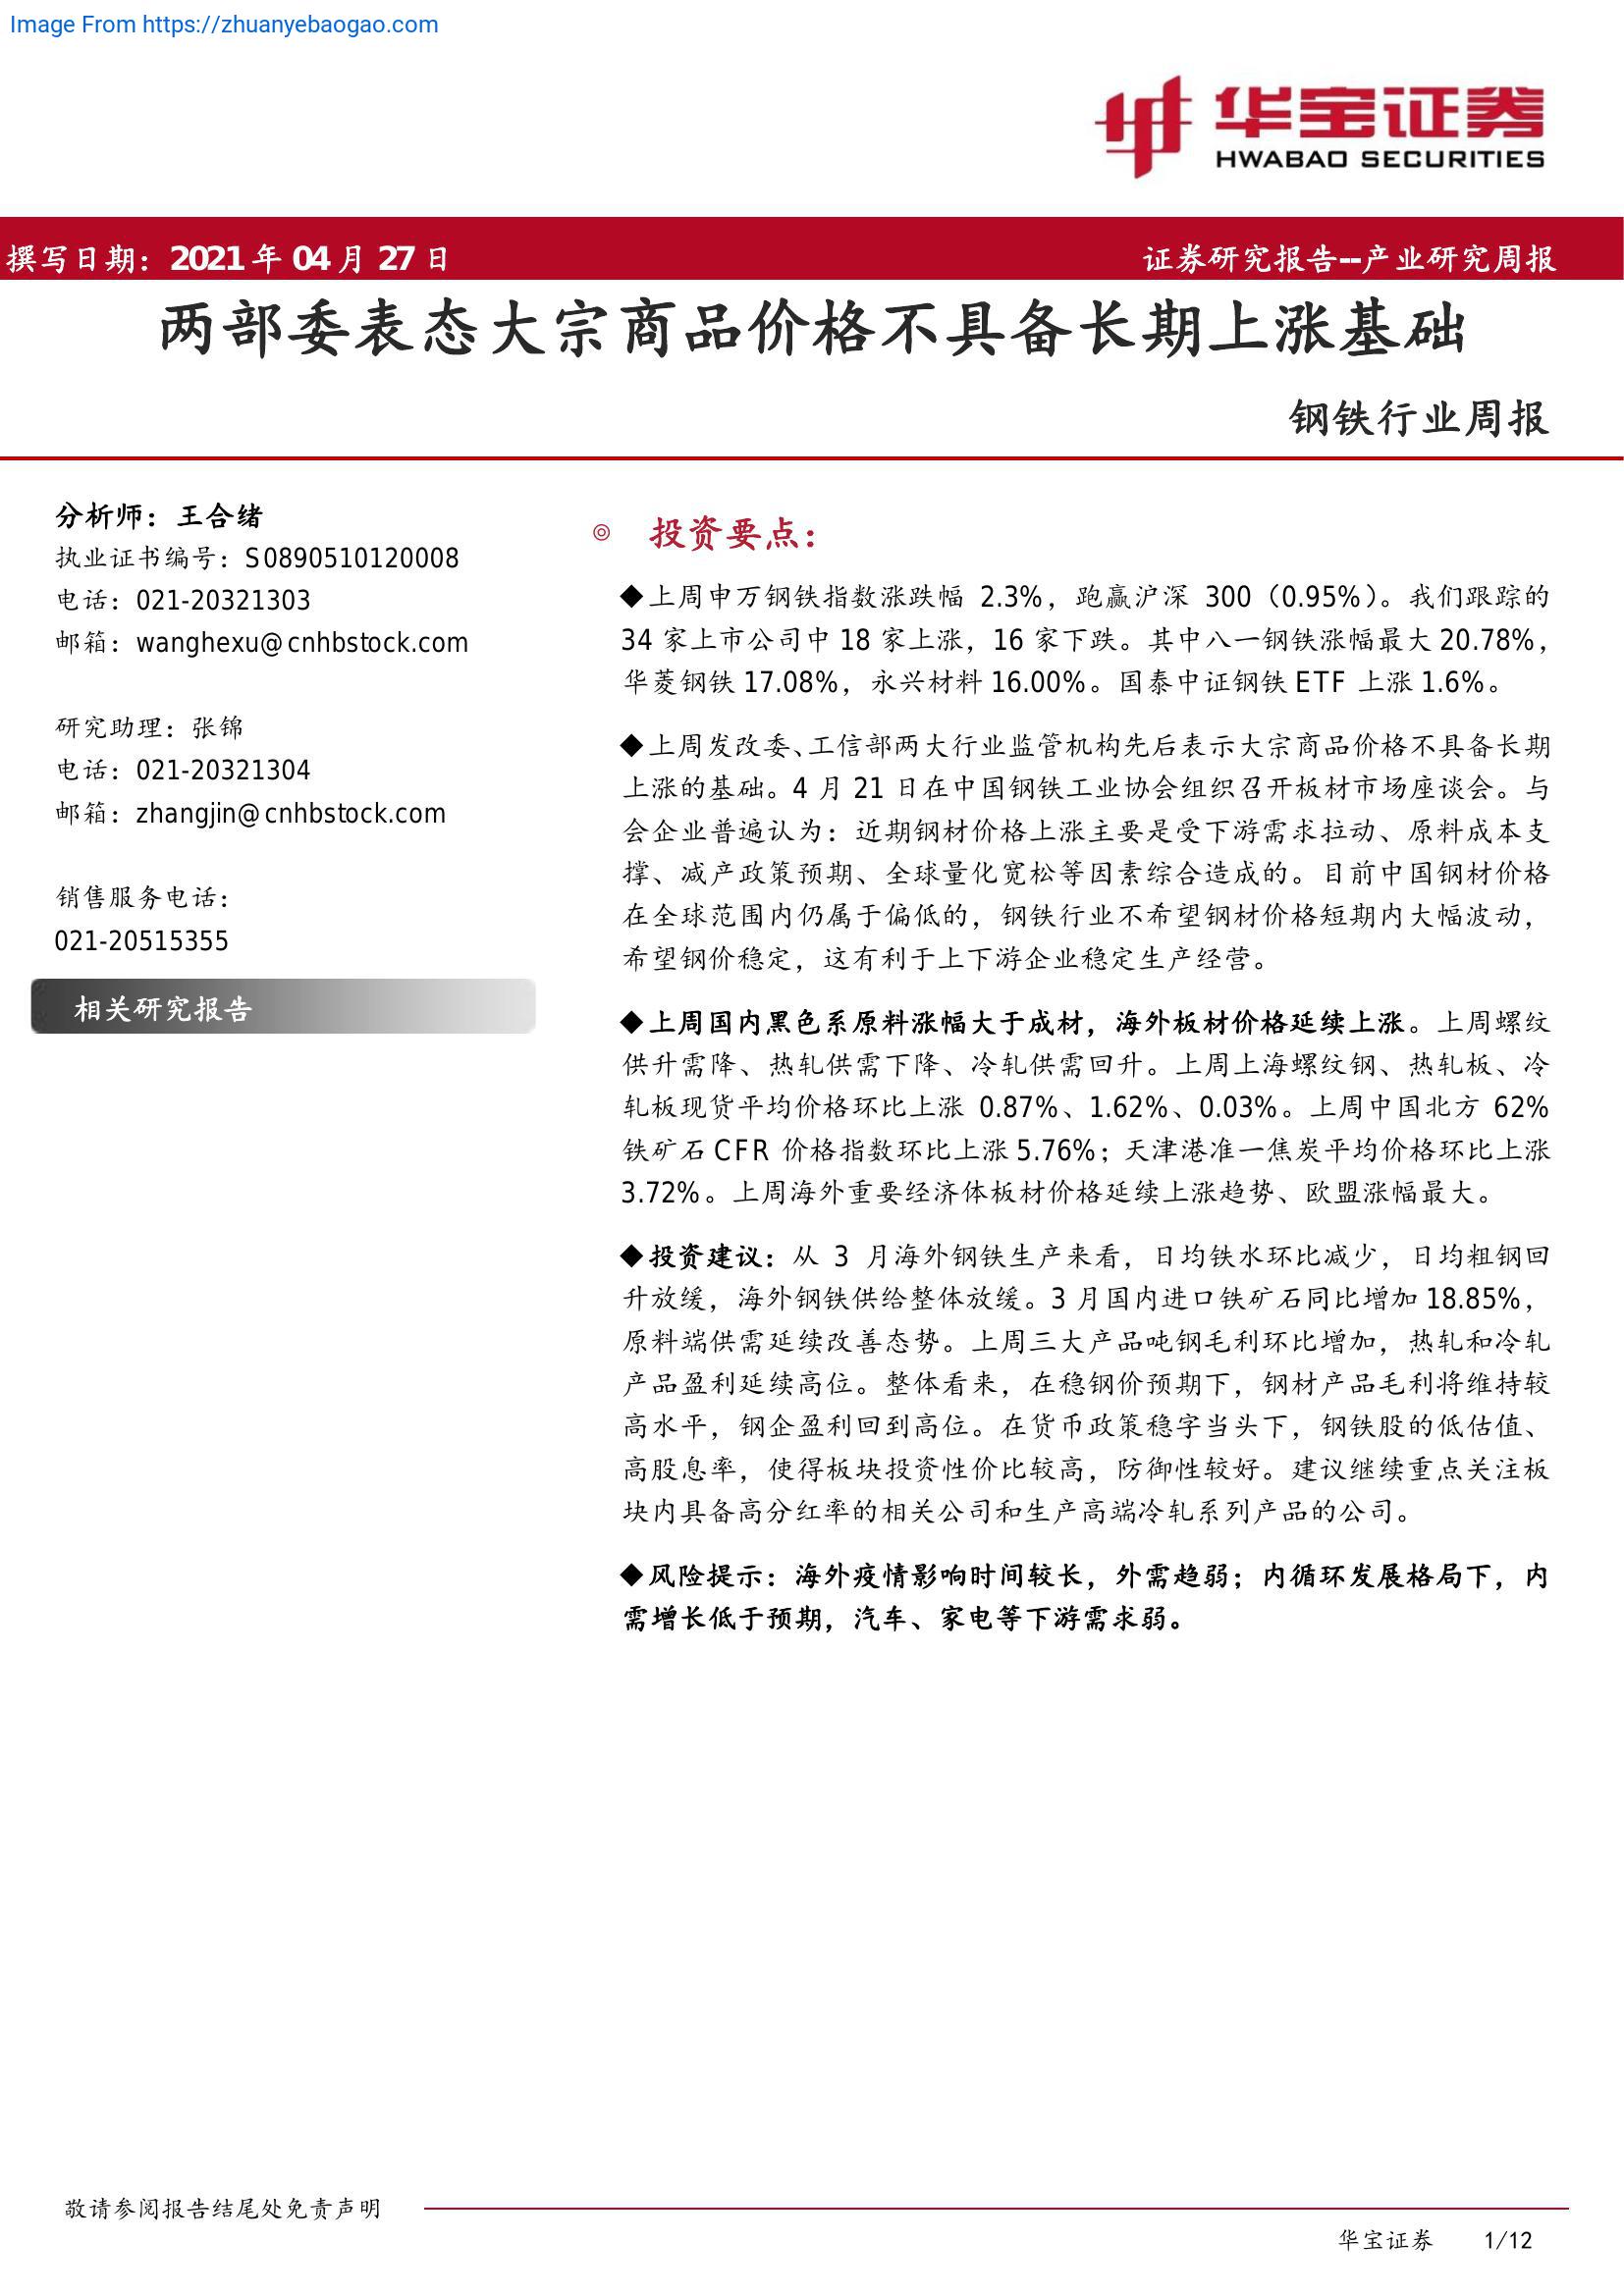 Image From https://zhuanyebaogao.com
华宝证券
HWABAO SECURITIES
撰写日期：2021 年 04 月 27 日
证券研究报告--产业研究周报
两部委表态大宗商品价格不具备长期上涨基础
钢铁行业周报
分析师：王合绪
执业证书编号：S0890510120008
电话：021-20321303
邮箱：wanghexu@cnhbstock.com
研究助理：张锦
电话：021-20321304
邮箱：zhangjin@cnhbstock.com
销售服务电话：
021-20515355
相关研究报告
◎ 投资要点：
◆上周申万钢铁指数涨跌幅 2.3%，跑赢沪深 300（0.95%）。我们跟踪的
34 家上市公司中 18 家上涨，16 家下跌。其中八一钢铁涨幅最大 20.78%，
华菱钢铁 17.08%，永兴材料 16.00%。国泰中证钢铁 ETF 上涨 1.6%。
◆上周发改委、工信部两大行业监管机构先后表示大宗商品价格不具备长期
上涨的基础。4 月 21 日在中国钢铁工业协会组织召开板材市场座谈会。与
会企业普遍认为：近期钢材价格上涨主要是受下游需求拉动、原料成本支
撑、减产政策预期、全球量化宽松等因素综合造成的。目前中国钢材价格
在全球范围内仍属于偏低的，钢铁行业不希望钢材价格短期内大幅波动，
希望钢价稳定，这有利于上下游企业稳定生产经营。
◆上周国内黑色系原料涨幅大于成材，海外板材价格延续上涨。上周螺纹
供升需降、热轧供需下降、冷轧供需回升。上周上海螺纹钢、热轧板、冷
轧板现货平均价格环比上涨 0.87%、1.62%、0.03%。上周中国北方 62%
铁矿石 CFR 价格指数环比上涨 5.76%；天津港准一焦炭平均价格环比上涨
3.72%。上周海外重要经济体板材价格延续上涨趋势、欧盟涨幅最大。
◆投资建议：从 3 月海外钢铁生产来看，日均铁水环比减少，日均粗钢回
升放缓，海外钢铁供给整体放缓。3 月国内进口铁矿石同比增加 18.85%，
原料端供需延续改善态势。上周三大产品吨钢毛利环比增加，热轧和冷轧
产品盈利延续高位。整体看来，在稳钢价预期下，钢材产品毛利将维持较
高水平，钢企盈利回到高位。在货币政策稳字当头下，钢铁股的低估值、
高股息率，使得板块投资性价比较高，防御性较好。建议继续重点关注板
块内具备高分红率的相关公司和生产高端冷轧系列产品的公司。
◆风险提示：海外疫情影响时间较长，外需趋弱；内循环发展格局下，内
需增长低于预期，汽车、家电等下游需求弱。
敬请参阅报告结尾处免责声明
华宝证券 1/12